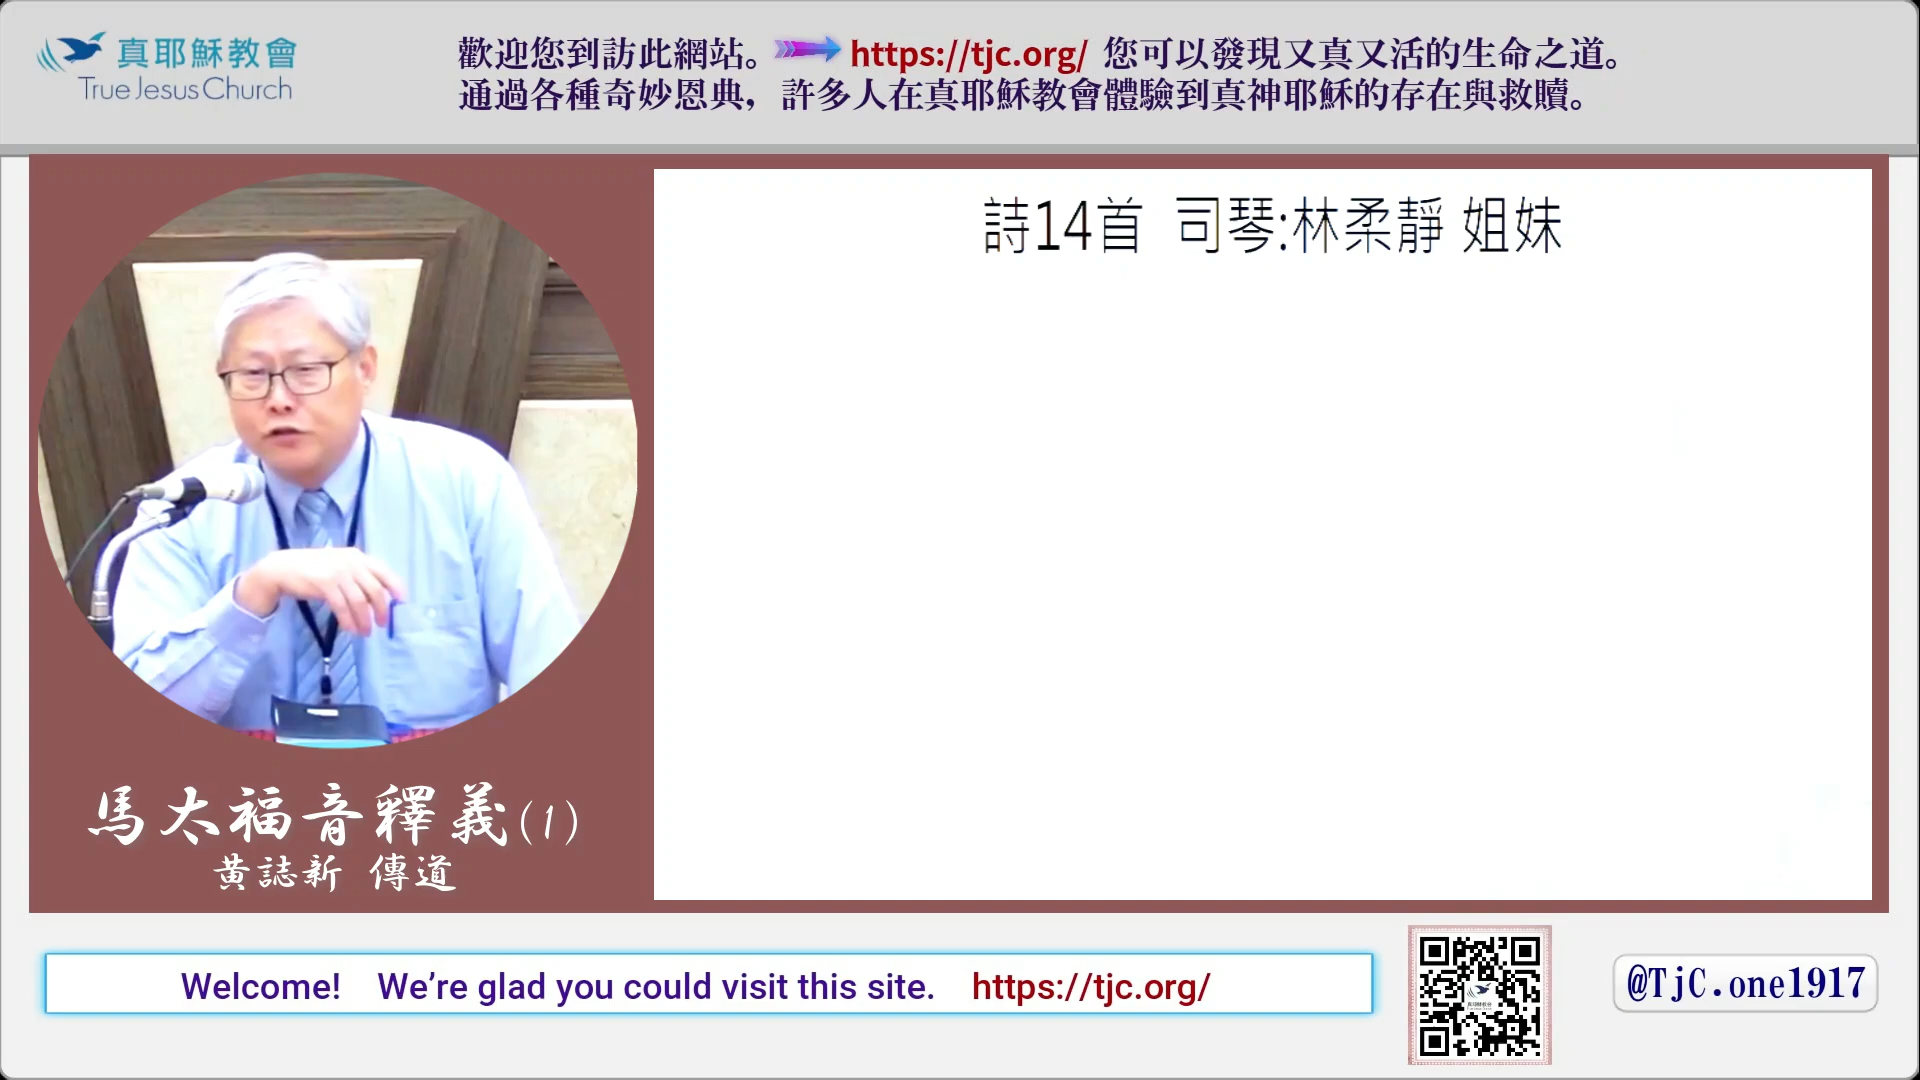 真耶穌教會
True Jesus Church
歡迎您到訪此網站。 https://tjc.org/ 您可以發現又真又活的生命之道。
通過各種奇妙恩典，許多人在真耶穌教會體驗到真神耶穌的存在與救贖。
詩14首 司琴:林柔靜 姐妹
馬太福音釋義(1)
黃誌新 傳道
Welcome! We’re glad you could visit this site. https://tjc.org/
@TjC.one1917